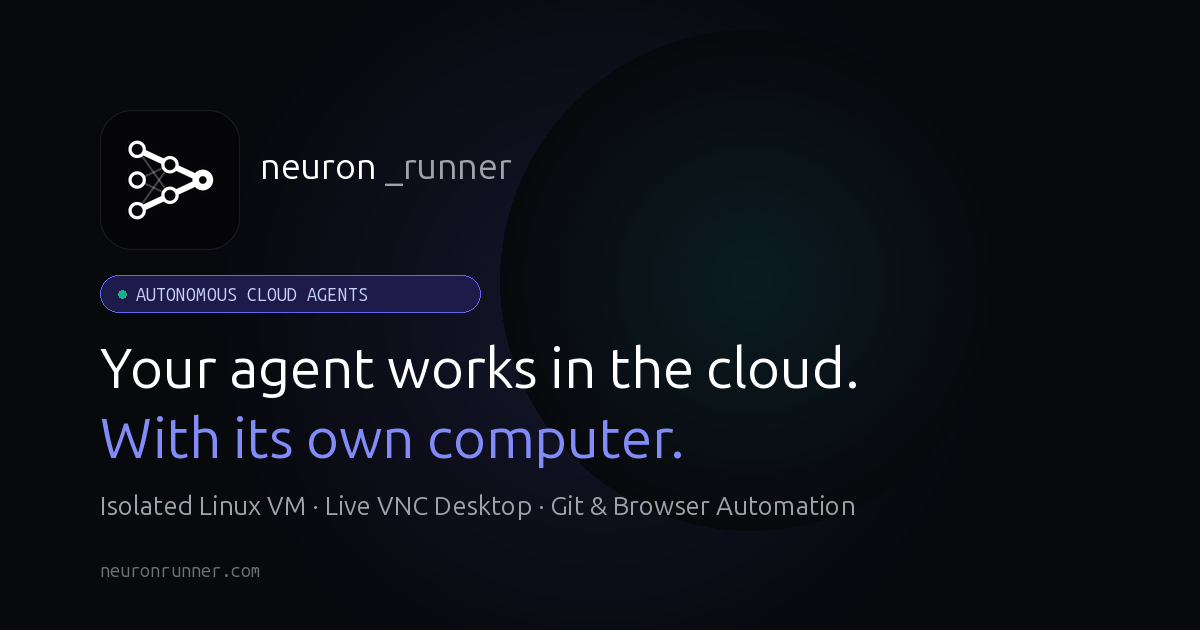 neuron _runner
AUTONOMOUS CLOUD AGENTS
Your agent works in the cloud.
With its own computer.
Isolated Linux VM · Live VNC Desktop · Git & Browser Automation
neuronrunner.com